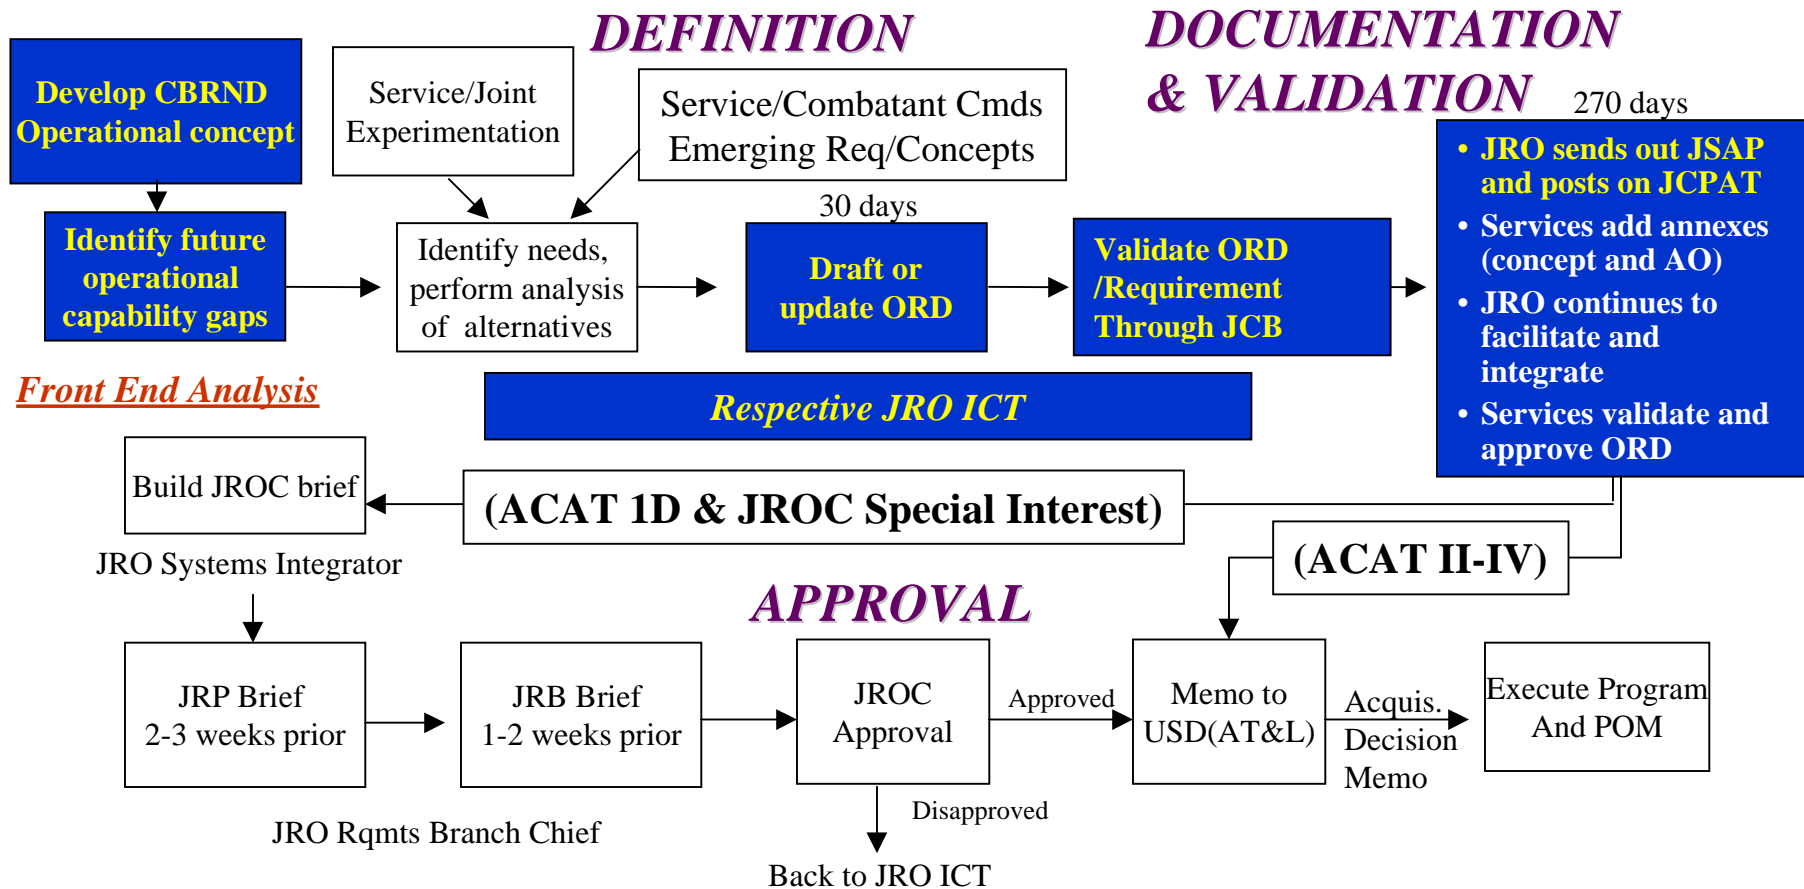 DEFINITION
DOCUMENTATION
& VALIDATION
Develop CBRND
Operational concept
Service/Joint
Experimentation
Service/Combatant Cmds
Emerging Req/Concepts
270 days
Identify future
operational
capability gaps
Identify needs,
perform analysis
of alternatives
30 days
Draft or
update ORD
Validate ORD
/Requirement
Through JCB
• JRO sends out JSAP
and posts on JCPAT
• Services add annexes
(concept and AO)
• JRO continues to
facilitate and
integrate
• Services validate and
approve ORD
Front End Analysis
Respective JRO ICT
Build JROC brief
(ACAT 1D & JROC Special Interest)
(ACAT II-IV)
JRO Systems Integrator
APPROVAL
JRP Brief
2-3 weeks prior
JRB Brief
1-2 weeks prior
JROC
Approval
Approved
Memo to
USD(AT&L)
Acquis.
Decision
Memo
Execute Program
And POM
Disapproved
JRO Rqmts Branch Chief
Back to JRO ICT